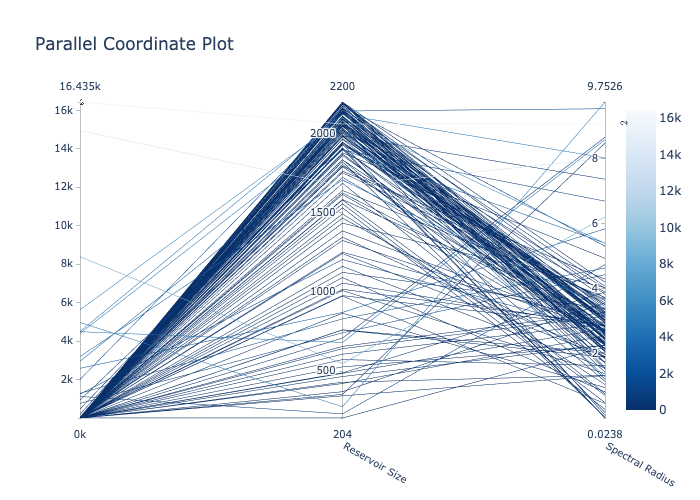 Parallel Coordinate Plot
16.435k
2200
9.7526
16k
14k
12k
10k
8k
6k
4k
2k
0k
2000
1500
1000
500
204
Reservoir Size
8
6
4
2
0.0238
Spectral Radius
2
16k
14k
12k
10k
8k
6k
4k
2k
0